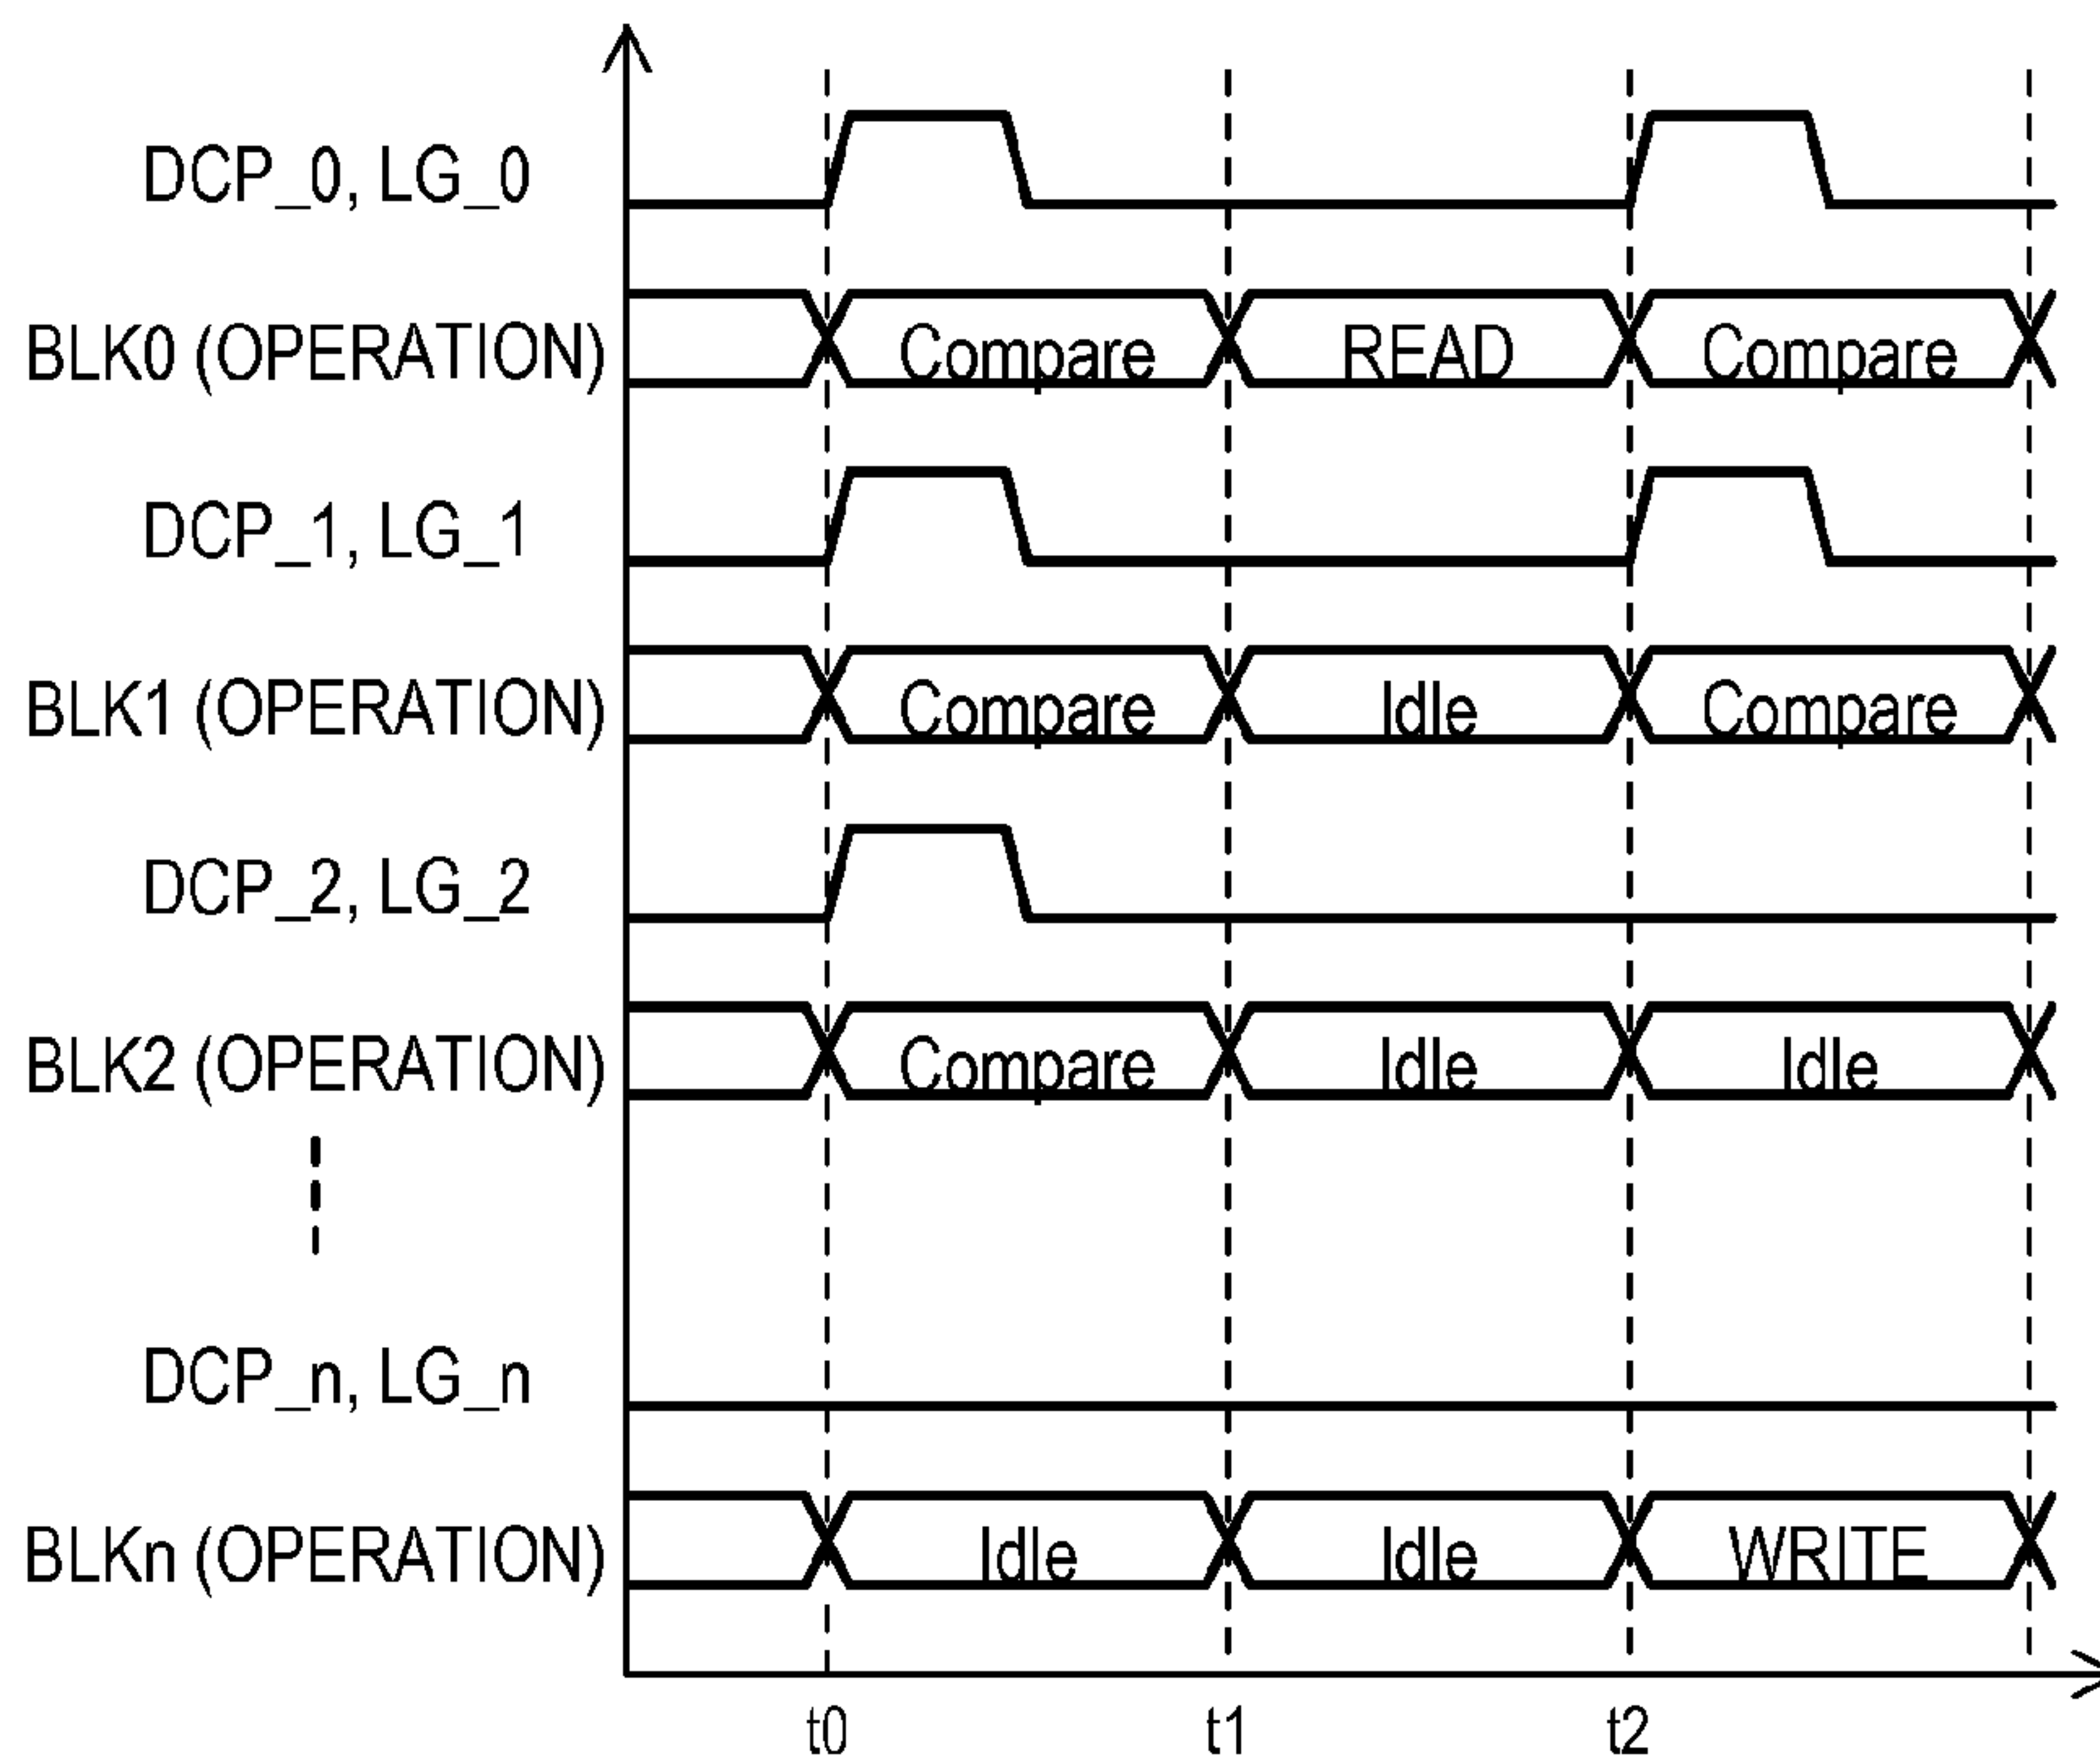 DCP_0, LG_0
BLK0 (OPERATION) Compare READ Compare
DCP_1, LG_1
BLK1 (OPERATION) Compare Idle Compare
DCP_2, LG_2
BLK2 (OPERATION) Compare Idle Idle
DCP_n, LG_n
BLKn (OPERATION) Idle Idle WRITE
t0 t1 t2